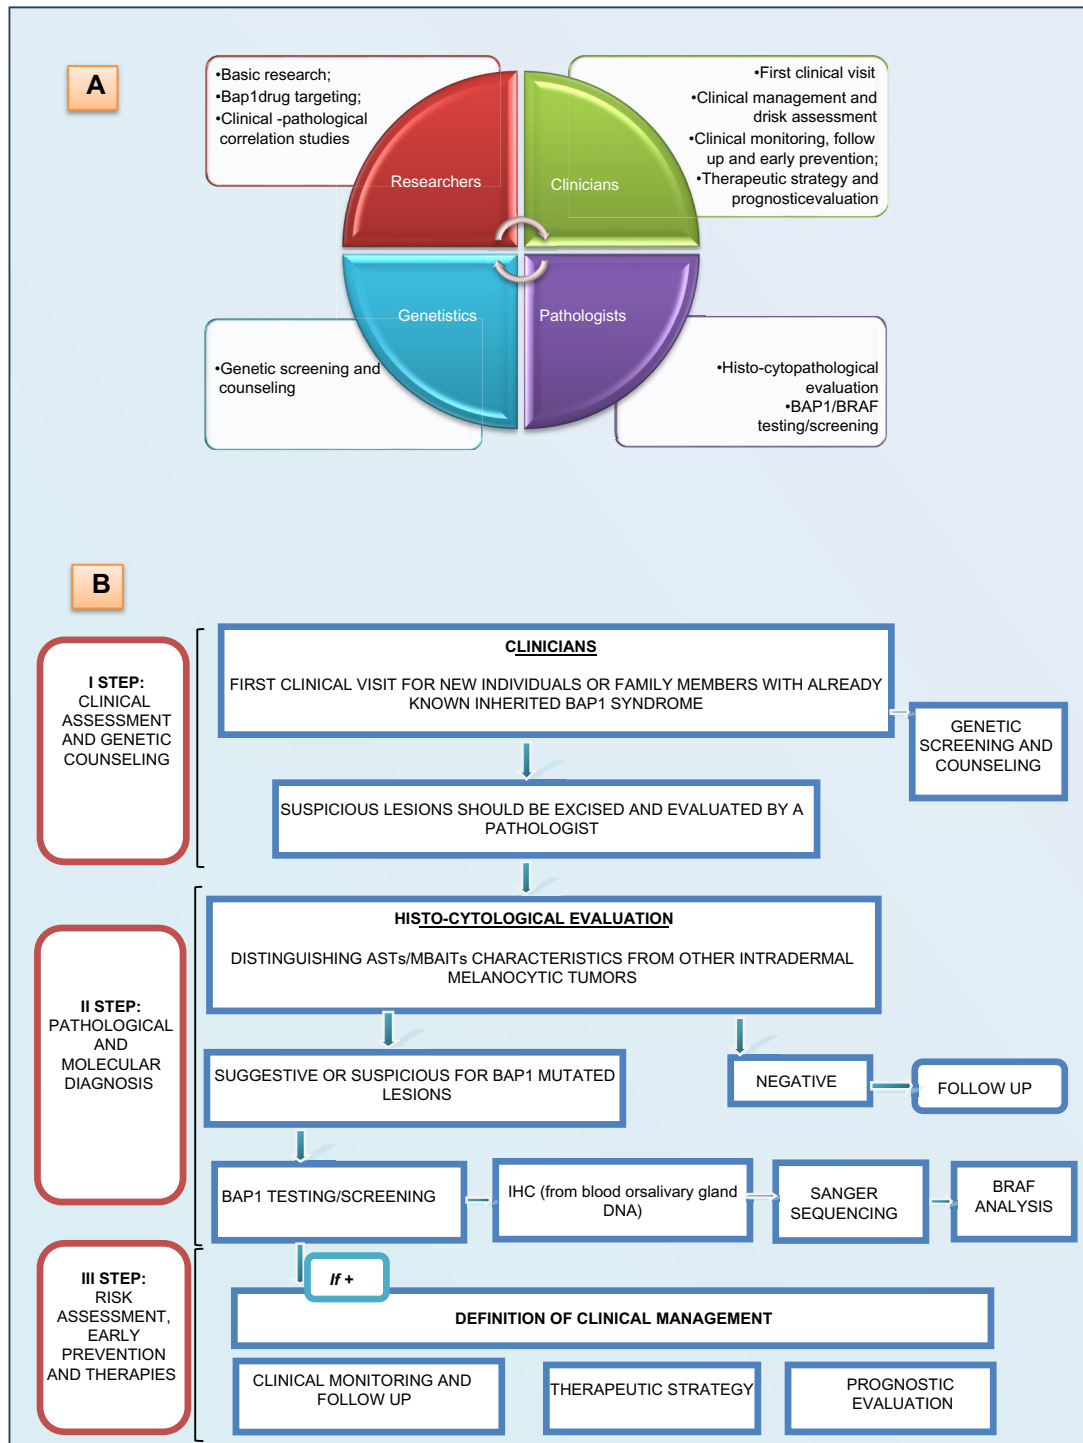 A
•Basic research;
•Bap1drug targeting;
•Clinical -pathological
correlation studies
•First clinical visit
•Clinical management and
drisk assessment
•Clinical monitoring, follow
up and early prevention;
•Therapeutic strategy and
prognosticevaluation
Researchers
Clinicians
Genetistics
Pathologists
•Genetic screening and
counseling
•Histo-cytopathological
evaluation
•BAP1/BRAF
testing/screening
B
I STEP:
CLINICAL
ASSESSMENT
AND GENETIC
COUNSELING
CLINICIANS
FIRST CLINICAL VISIT FOR NEW INDIVIDUALS OR FAMILY MEMBERS WITH ALREADY
KNOWN INHERITED BAP1 SYNDROME
GENETIC
SCREENING AND
COUNSELING
SUSPICIOUS LESIONS SHOULD BE EXCISED AND EVALUATED BY A
PATHOLOGIST
II STEP:
PATHOLOGICAL
AND
MOLECULAR
DIAGNOSIS
HISTO-CYTOLOGICAL EVALUATION
DISTINGUISHING ASTs/MBAITs CHARACTERISTICS FROM OTHER INTRADERMAL
MELANOCYTIC TUMORS
SUGGESTIVE OR SUSPICIOUS FOR BAP1 MUTATED
LESIONS
NEGATIVE
FOLLOW UP
BAP1 TESTING/SCREENING
IHC (from blood orsalivary gland
DNA)
SANGER
SEQUENCING
BRAF
ANALYSIS
III STEP:
RISK
ASSESSMENT,
EARLY
PREVENTION
AND THERAPIES
If +
DEFINITION OF CLINICAL MANAGEMENT
CLINICAL MONITORING AND
FOLLOW UP
THERAPEUTIC STRATEGY
PROGNOSTIC
EVALUATION